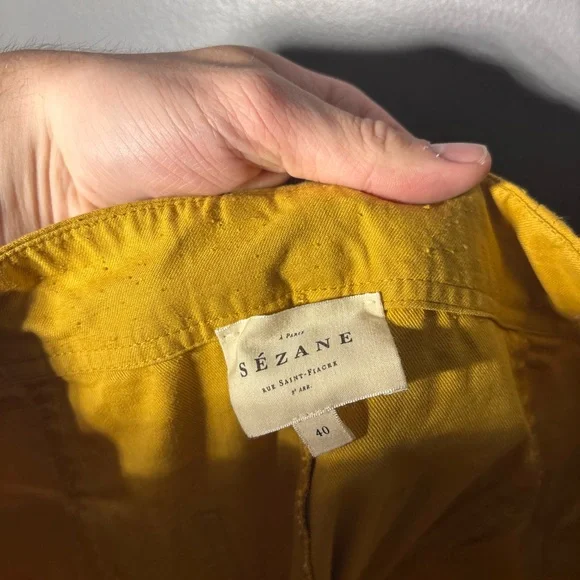 À Paris
SÉZANE
Rue Saint-Fiacre
2e Arr.
40